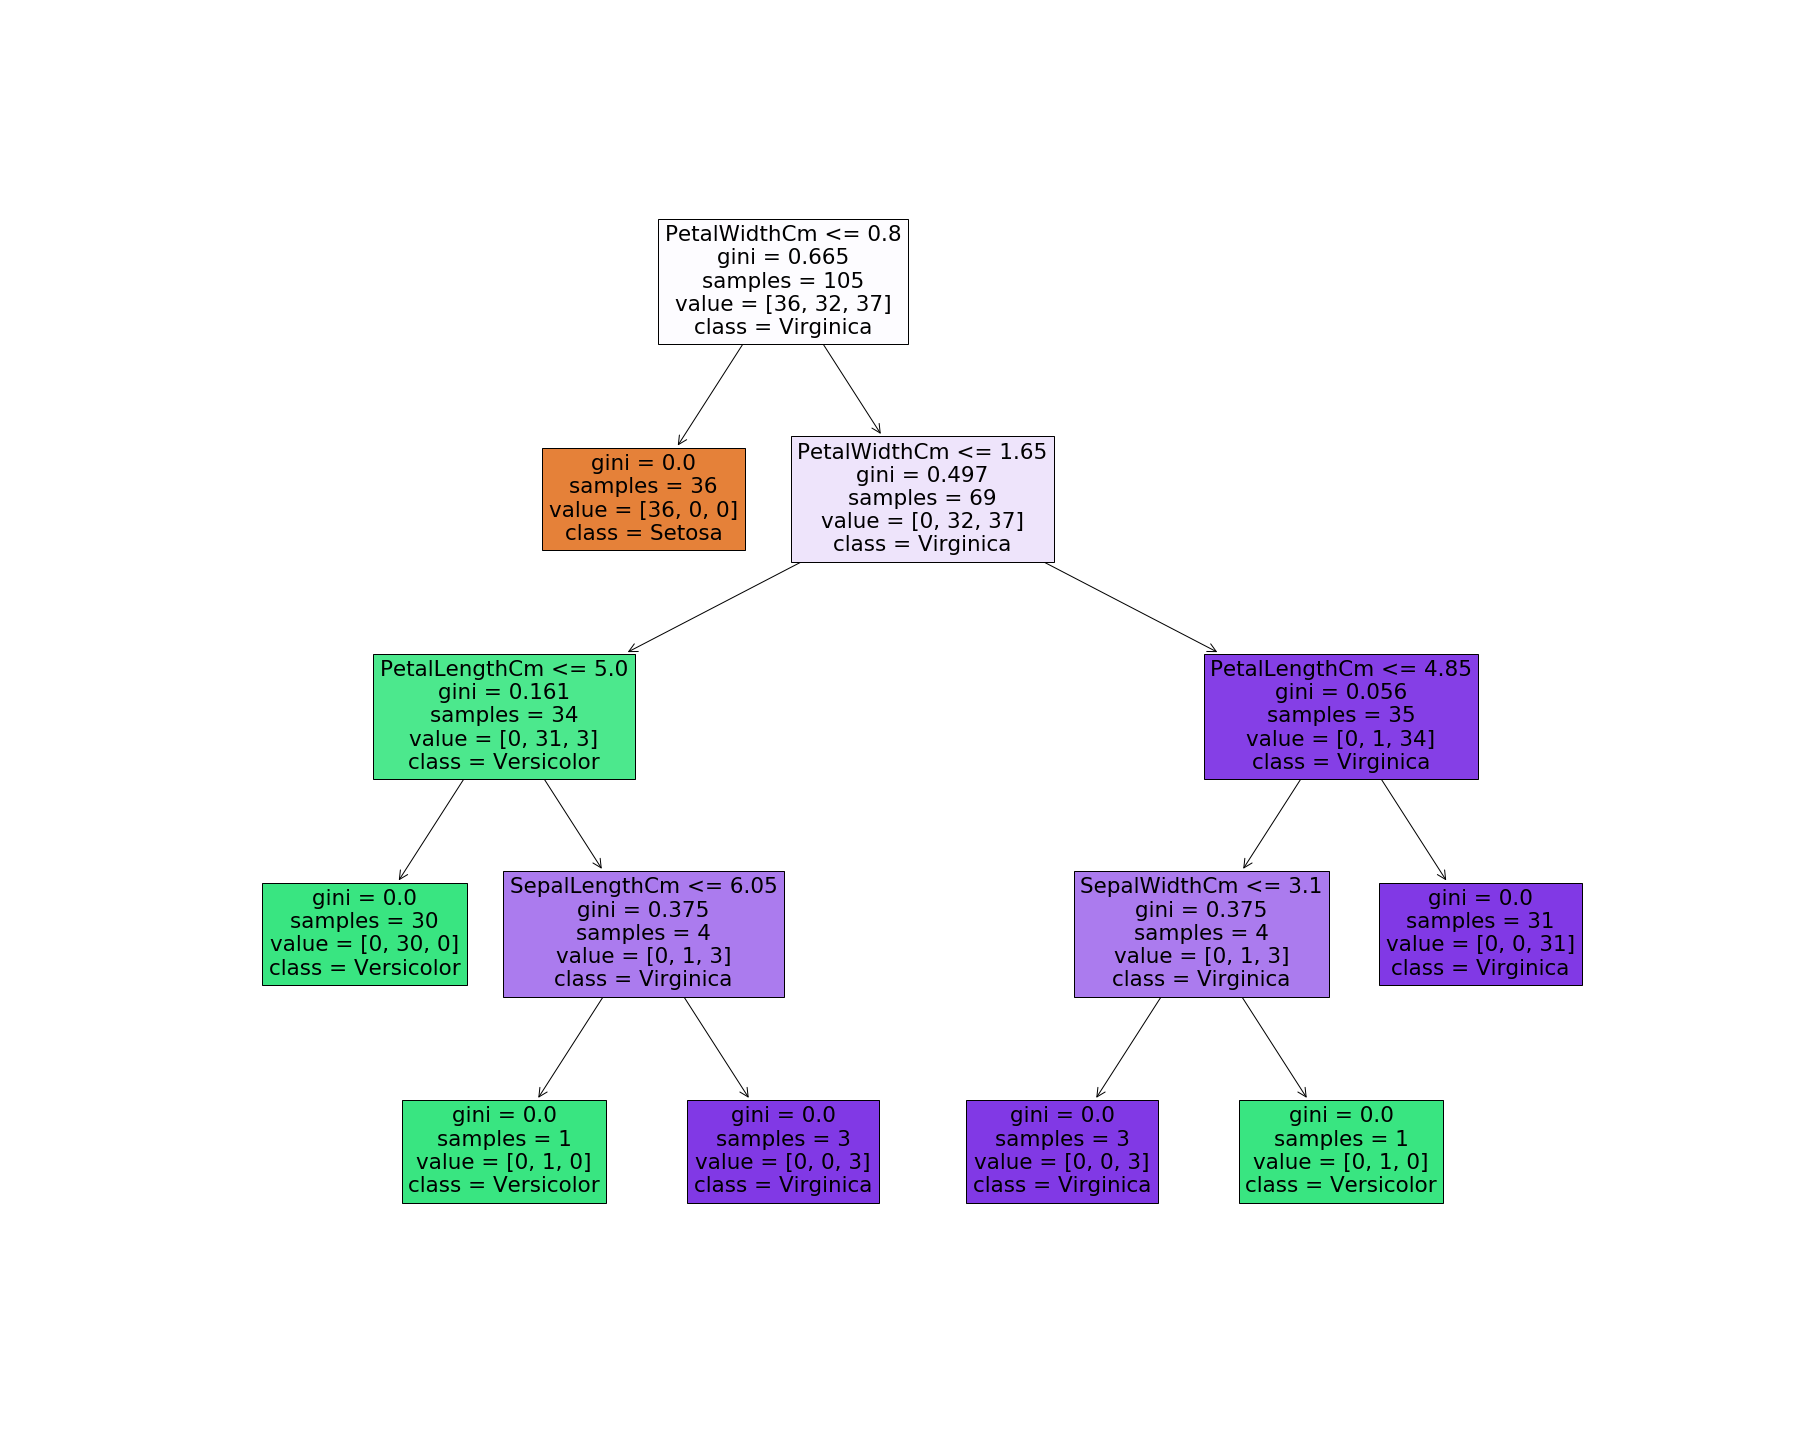 PetalWidthCm <= 0.8
gini = 0.665
samples = 105
value = [36, 32, 37]
class = Virginica
gini = 0.0
samples = 36
value = [36, 0, 0]
class = Setosa
PetalWidthCm <= 1.65
gini = 0.497
samples = 69
value = [0, 32, 37]
class = Virginica
PetalLengthCm <= 5.0
gini = 0.161
samples = 34
value = [0, 31, 3]
class = Versicolor
PetalLengthCm <= 4.85
gini = 0.056
samples = 35
value = [0, 1, 34]
class = Virginica
gini = 0.0
samples = 30
value = [0, 30, 0]
class = Versicolor
SepalLengthCm <= 6.05
gini = 0.375
samples = 4
value = [0, 1, 3]
class = Virginica
SepalWidthCm <= 3.1
gini = 0.375
samples = 4
value = [0, 1, 3]
class = Virginica
gini = 0.0
samples = 31
value = [0, 0, 31]
class = Virginica
gini = 0.0
samples = 1
value = [0, 1, 0]
class = Versicolor
gini = 0.0
samples = 3
value = [0, 0, 3]
class = Virginica
gini = 0.0
samples = 3
value = [0, 0, 3]
class = Virginica
gini = 0.0
samples = 1
value = [0, 1, 0]
class = Versicolor